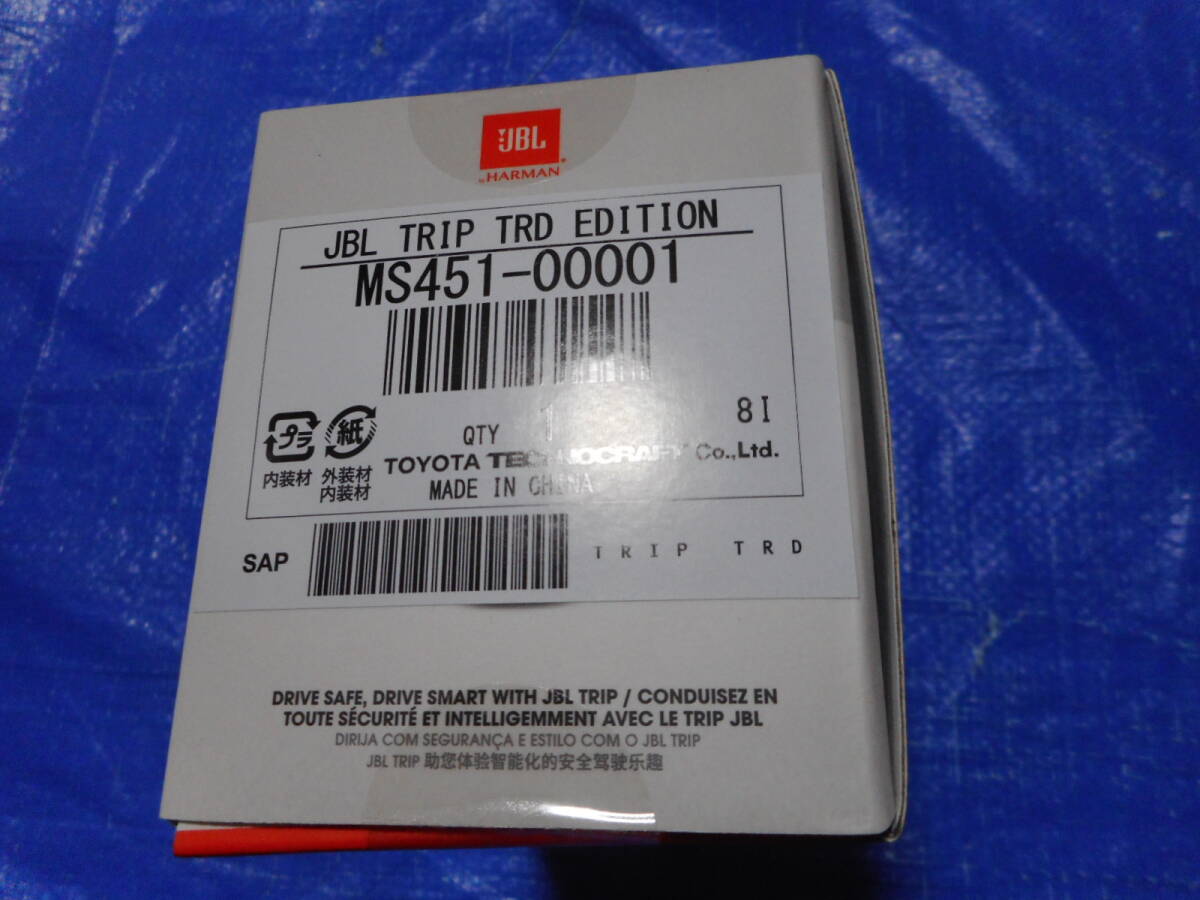 JBL
by HARMAN
JBL TRIP TRD EDITION
MS451-00001
プラ 紙
QTY 1 8I
内装材 外装材
内装材
TOYOTA TECHNOCRAFT Co.,Ltd.
MADE IN CHINA
SAP TRIP TRD
DRIVE SAFE, DRIVE SMART WITH JBL TRIP / CONDUISEZ EN
TOUTE SÉCURITÉ ET INTELLIGEMMENT AVEC LE TRIP JBL
DIRIJA COM SEGURANÇA E ESTILO COM O JBL TRIP
JBL TRIP 助您体验智能化的安全驾驶乐趣